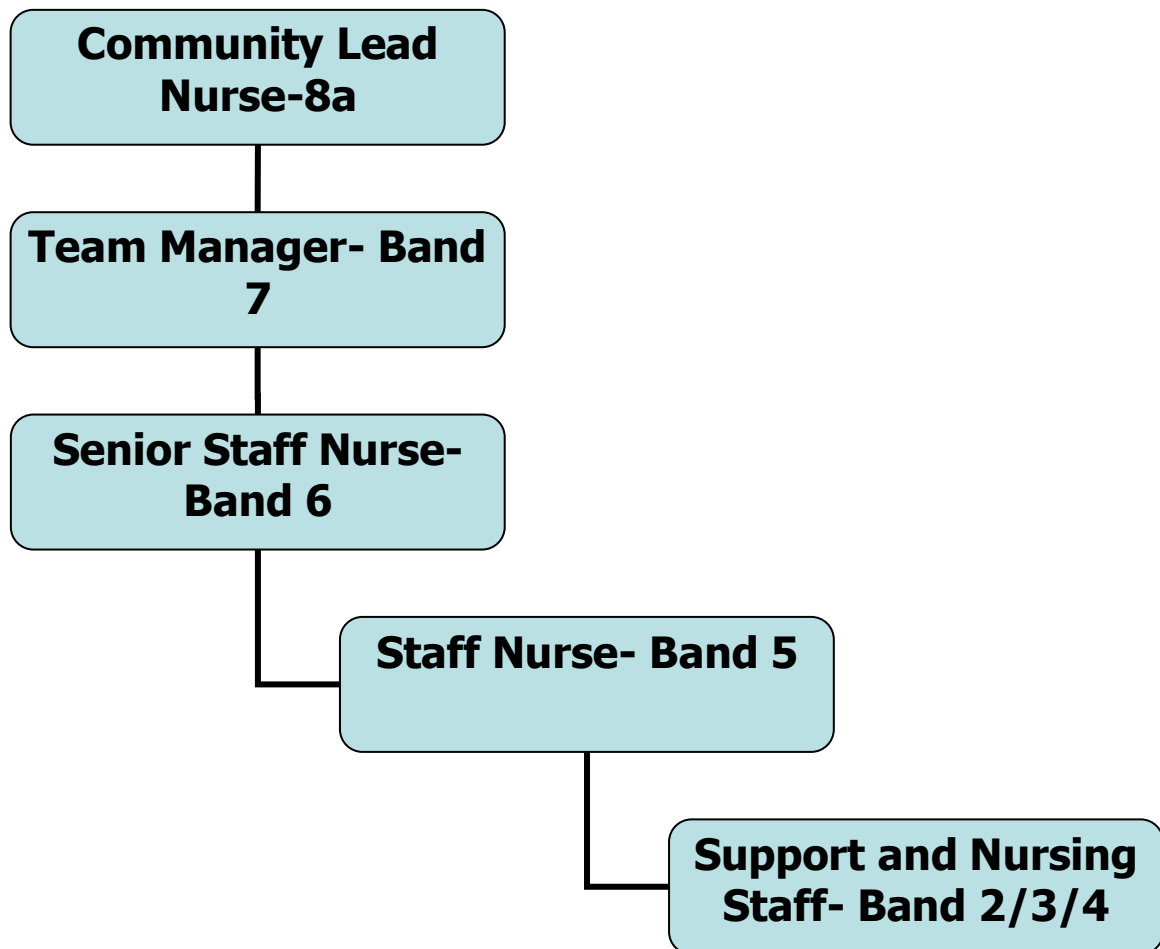 Community Lead
Nurse-8a
Team Manager- Band
7
Senior Staff Nurse-
Band 6
Staff Nurse- Band 5
Support and Nursing
Staff- Band 2/3/4